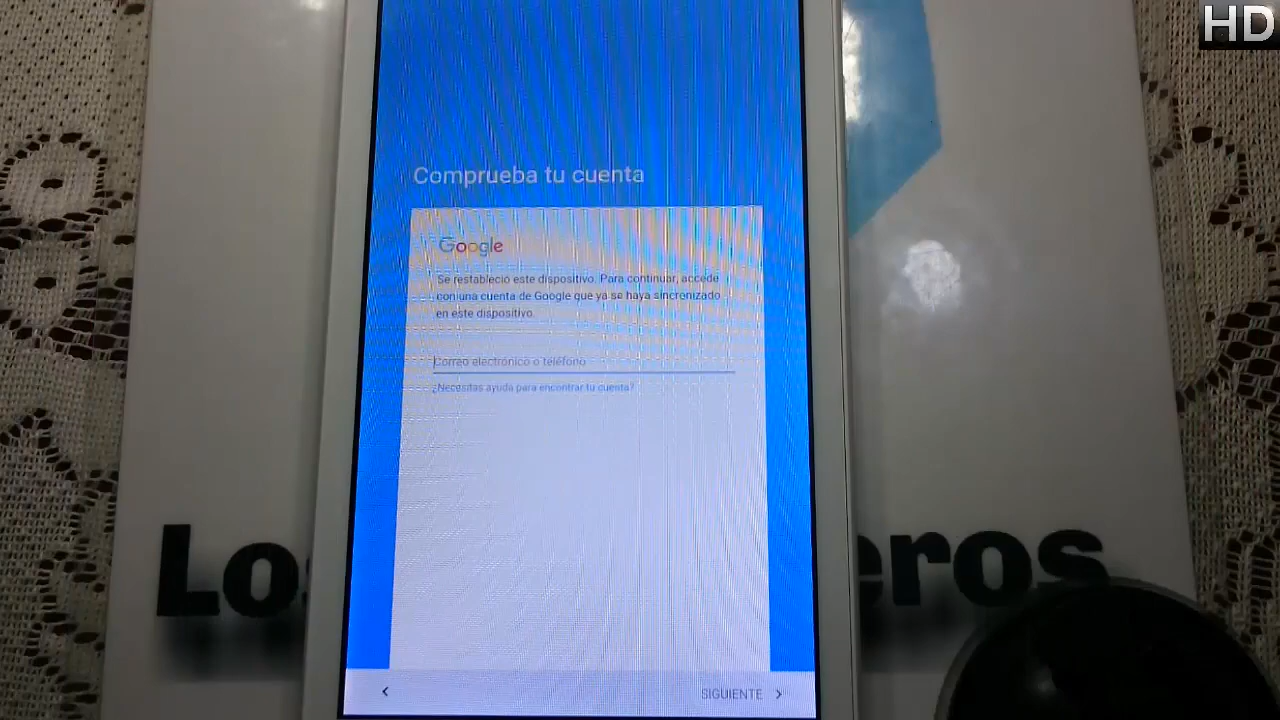 HD
Comprueba tu cuenta
Google
Se restableció este dispositivo. Para continuar, accede
con una cuenta de Google que ya se haya sincronizado
en este dispositivo.
Correo electrónico o teléfono
¿Necesitas ayuda para encontrar tu cuenta?
Lo
eros
SIGUIENTE